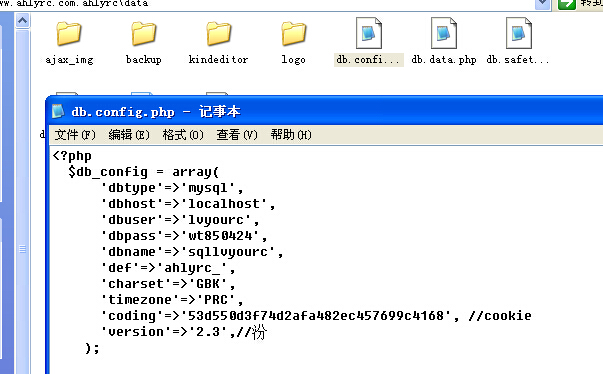 ww.ahlyrc.com.ahlyrc\data
转到
ajax_img
backup
kindeditor
logo
db.confi...
db.data.php
db.safet...
db.config.php - 记事本
文件(F) 编辑(E) 格式(O) 查看(V) 帮助(H)
<?php
$db_config = array(
'dbtype'=>'mysql',
'dbhost'=>'localhost',
'dbuser'=>'lvyourc',
'dbpass'=>'wt850424',
'dbname'=>'sqllvyourc',
'def'=>'ahlyrc_',
'charset'=>'GBK',
'timezone'=>'PRC',
'coding'=>'53d550d3f74d2afa482ec457699c4168', //cookie
'version'=>'2.3',//汾
);